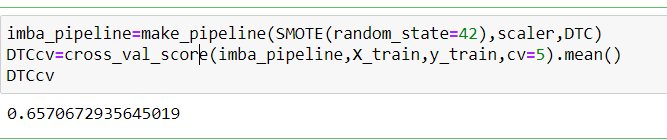 imba_pipeline=make_pipeline(SMOTE(random_state=42),scaler,DTC)
DTCcv=cross_val_score(imba_pipeline,X_train,y_train,cv=5).mean()
DTCcv
0.6570672935645019